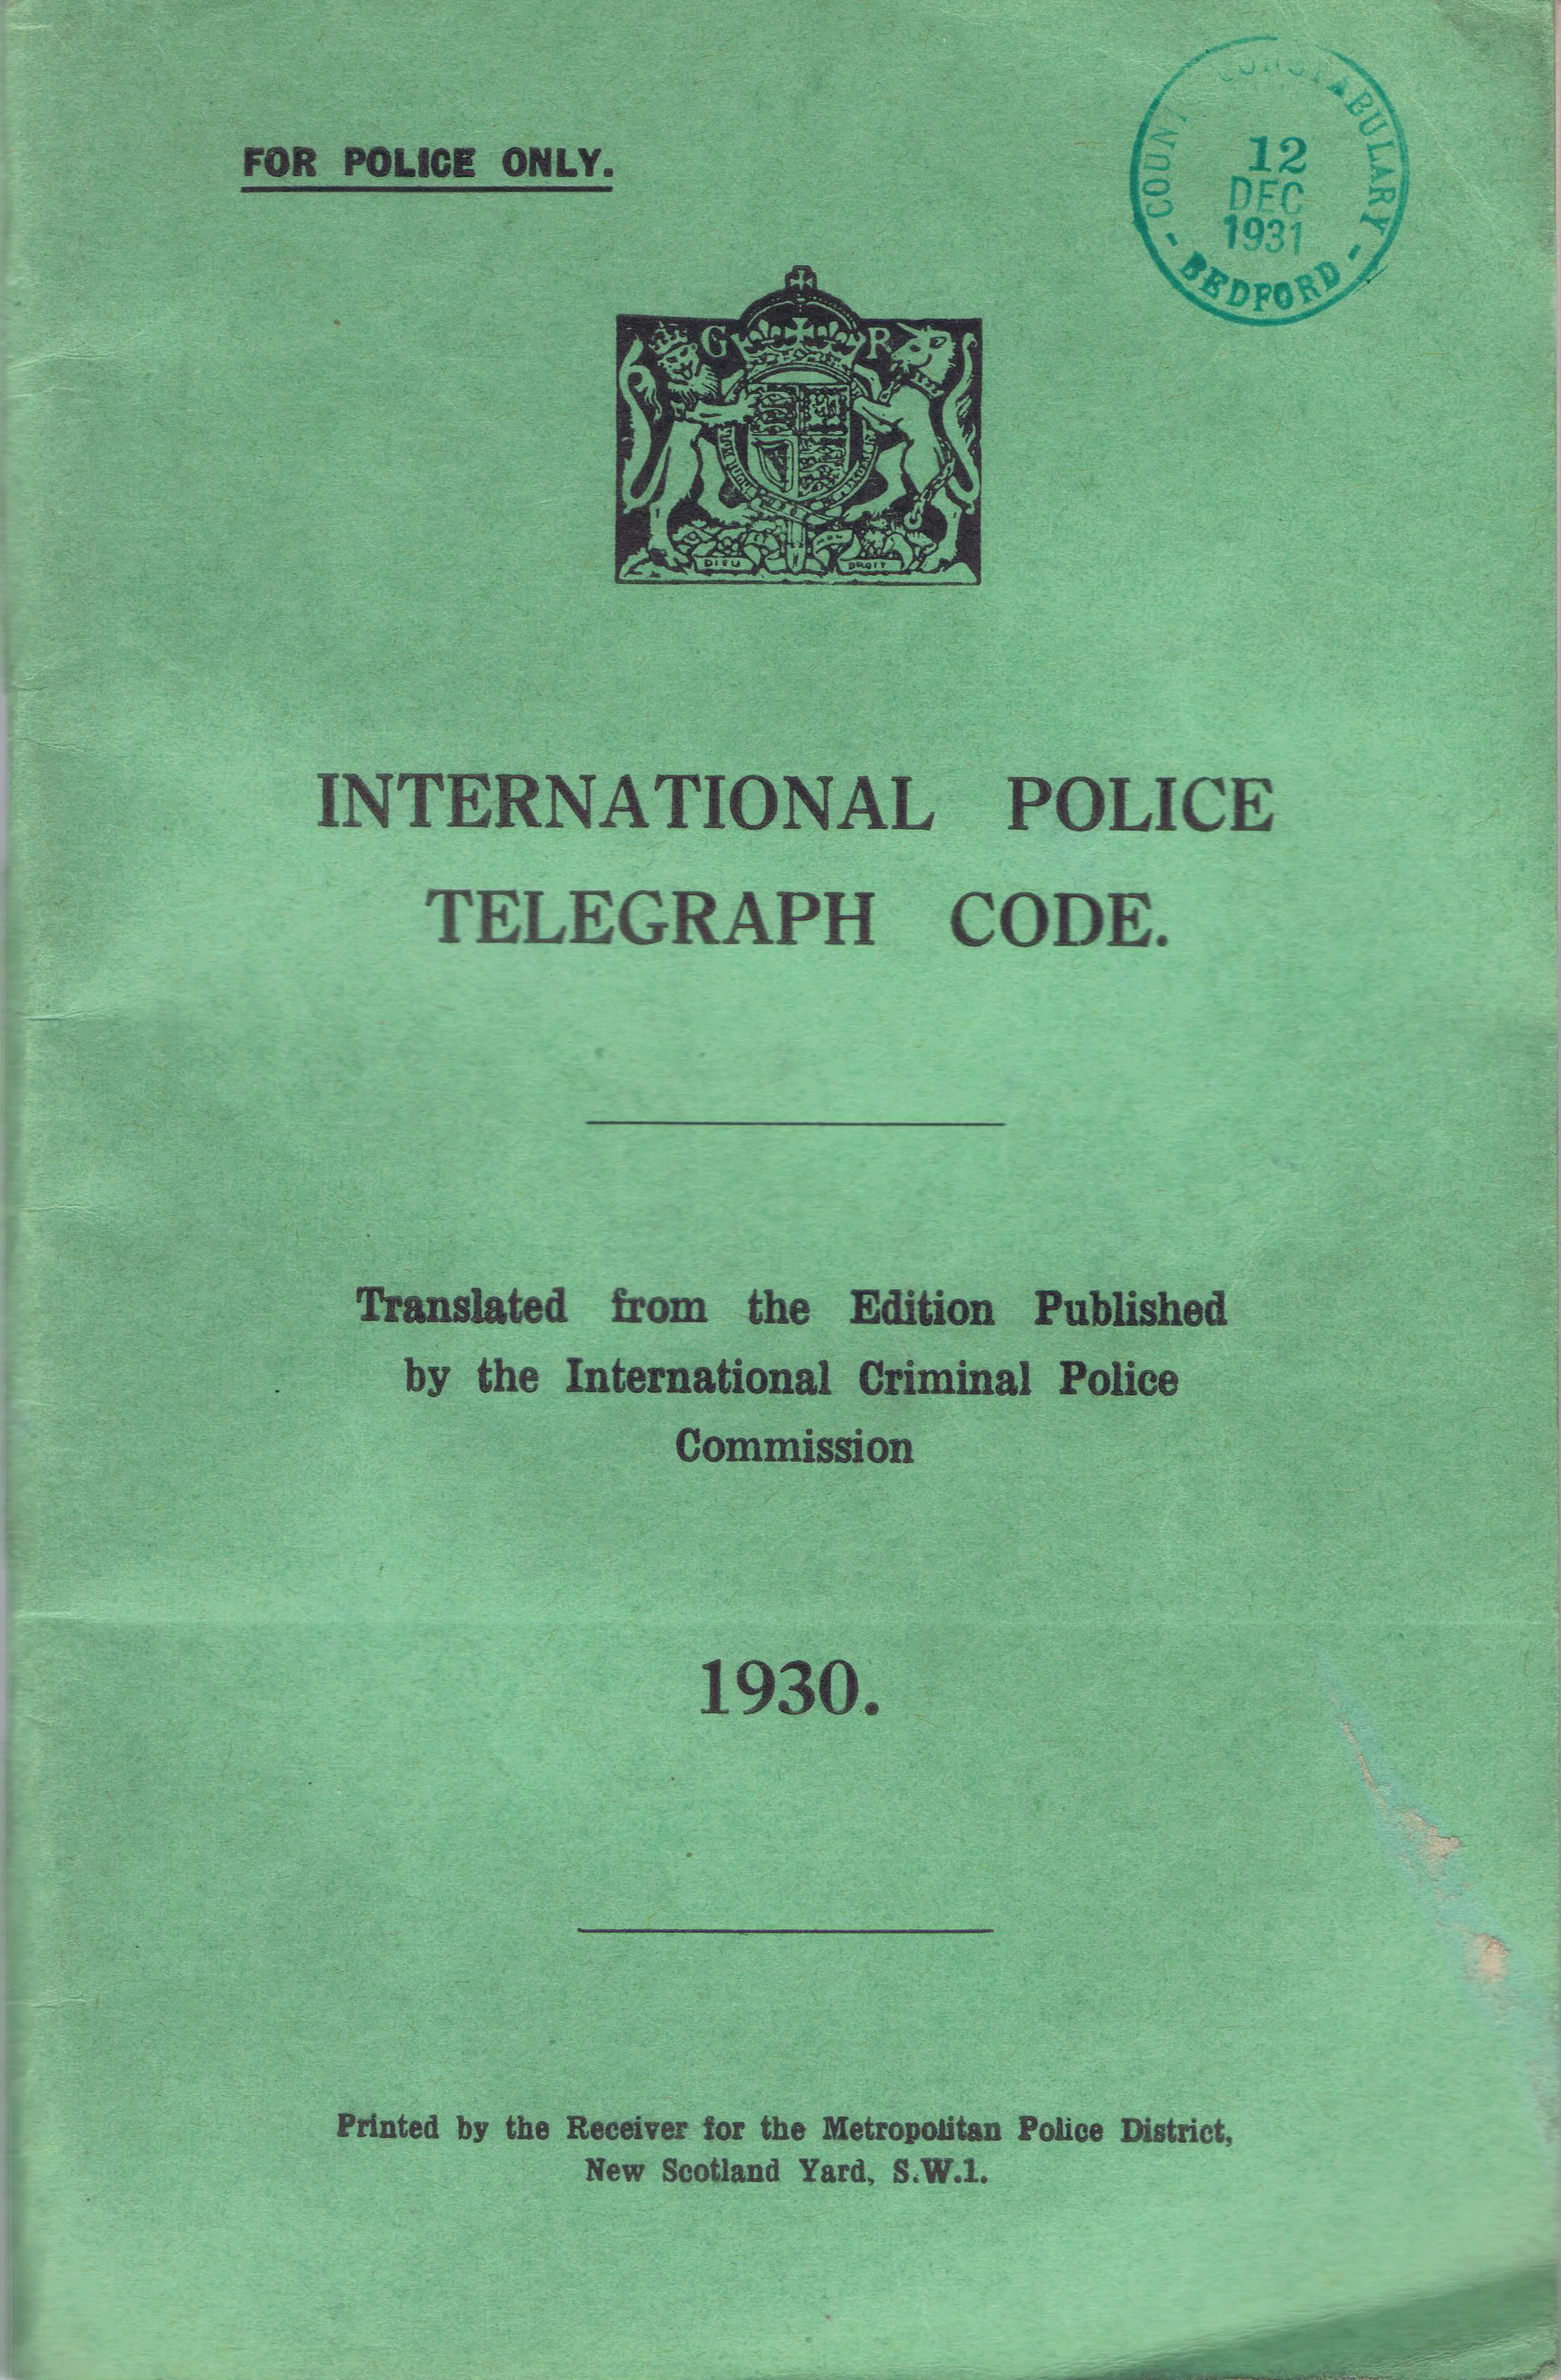 FOR POLICE ONLY.
CONSTABULARY
12
DEC
1931
- BEDFORD -
G R
DIEU DROIT
INTERNATIONAL POLICE
TELEGRAPH CODE.
Translated from the Edition Published
by the International Criminal Police
Commission
1930.
Printed by the Receiver for the Metropolitan Police District,
New Scotland Yard, S.W.1.